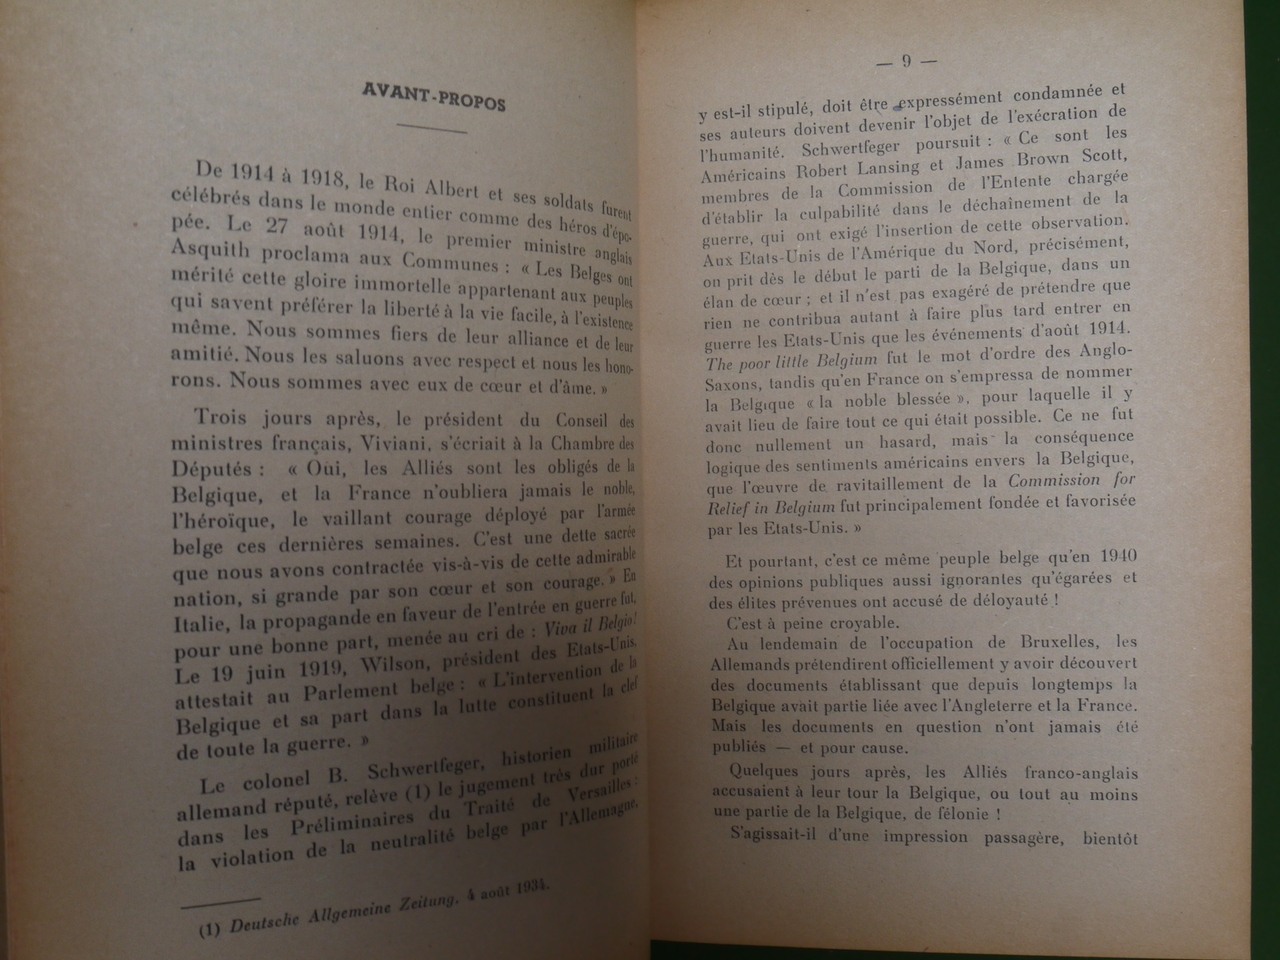 AVANT-PROPOS
De 1914 à 1918, le Roi Albert et ses soldats furent
célébrés dans le monde entier comme des héros d'épo-
pée. Le 27 août 1914, le premier ministre anglais
Asquith proclama aux Communes : « Les Belges ont
mérité cette gloire immortelle appartenant aux peuples
qui savent préférer la liberté à la vie facile, à l'existence
même. Nous sommes fiers de leur alliance et de leur
amitié. Nous les saluons avec respect et nous les hono-
rons. Nous sommes avec eux de cœur et d'âme. »
Trois jours après, le président du Conseil des
ministres français, Viviani, s'écriait à la Chambre des
Députés : « Oui, les Alliés sont les obligés de la
Belgique, et la France n'oubliera jamais le noble,
l'héroïque, le vaillant courage déployé par l'armée
belge ces dernières semaines. C'est une dette sacrée
que nous avons contractée vis-à-vis de cette admirable
nation, si grande par son cœur et son courage. » En
Italie, la propagande en faveur de l'entrée en guerre fut,
pour une bonne part, menée au cri de : Viva il Belgio!
Le 19 juin 1919, Wilson, président des Etats-Unis,
attestait au Parlement belge : « L'intervention de la
Belgique et sa part dans la lutte constituent la clef
de toute la guerre. »
Le colonel B. Schwertfeger, historien militaire
allemand réputé, relève (1) le jugement très dur porté
dans les Préliminaires du Traité de Versailles :
la violation de la neutralité belge par l'Allemagne,
(1) Deutsche Allgemeine Zeitung. 4 août 1934.
— 9 —
y est-il stipulé, doit être expressément condamnée et
ses auteurs doivent devenir l'objet de l'exécration de
l'humanité. Schwertfeger poursuit : « Ce sont les
Américains Robert Lansing et James Brown Scott,
membres de la Commission de l'Entente chargée
d'établir la culpabilité dans le déchaînement de la
guerre, qui ont exigé l'insertion de cette observation.
Aux Etats-Unis de l'Amérique du Nord, précisément,
on prit dès le début le parti de la Belgique, dans un
élan de cœur ; et il n'est pas exagéré de prétendre que
rien ne contribua autant à faire plus tard entrer en
guerre les Etats-Unis que les événements d'août 1914.
The poor little Belgium fut le mot d'ordre des Anglo-
Saxons, tandis qu'en France on s'empressa de nommer
la Belgique « la noble blessée », pour laquelle il y
avait lieu de faire tout ce qui était possible. Ce ne fut
donc nullement un hasard, mais la conséquence
logique des sentiments américains envers la Belgique,
que l'œuvre de ravitaillement de la Commission for
Relief in Belgium fut principalement fondée et favorisée
par les Etats-Unis. »
Et pourtant, c'est ce même peuple belge qu'en 1940
des opinions publiques aussi ignorantes qu'égarées et
des élites prévenues ont accusé de déloyauté !
C'est à peine croyable.
Au lendemain de l'occupation de Bruxelles, les
Allemands prétendirent officiellement y avoir découvert
des documents établissant que depuis longtemps la
Belgique avait partie liée avec l'Angleterre et la France.
Mais les documents en question n'ont jamais été
publiés — et pour cause.
Quelques jours après, les Alliés franco-anglais
accusaient à leur tour la Belgique, ou tout au moins
une partie de la Belgique, de félonie !
S'agissait-il d'une impression passagère, bientôt